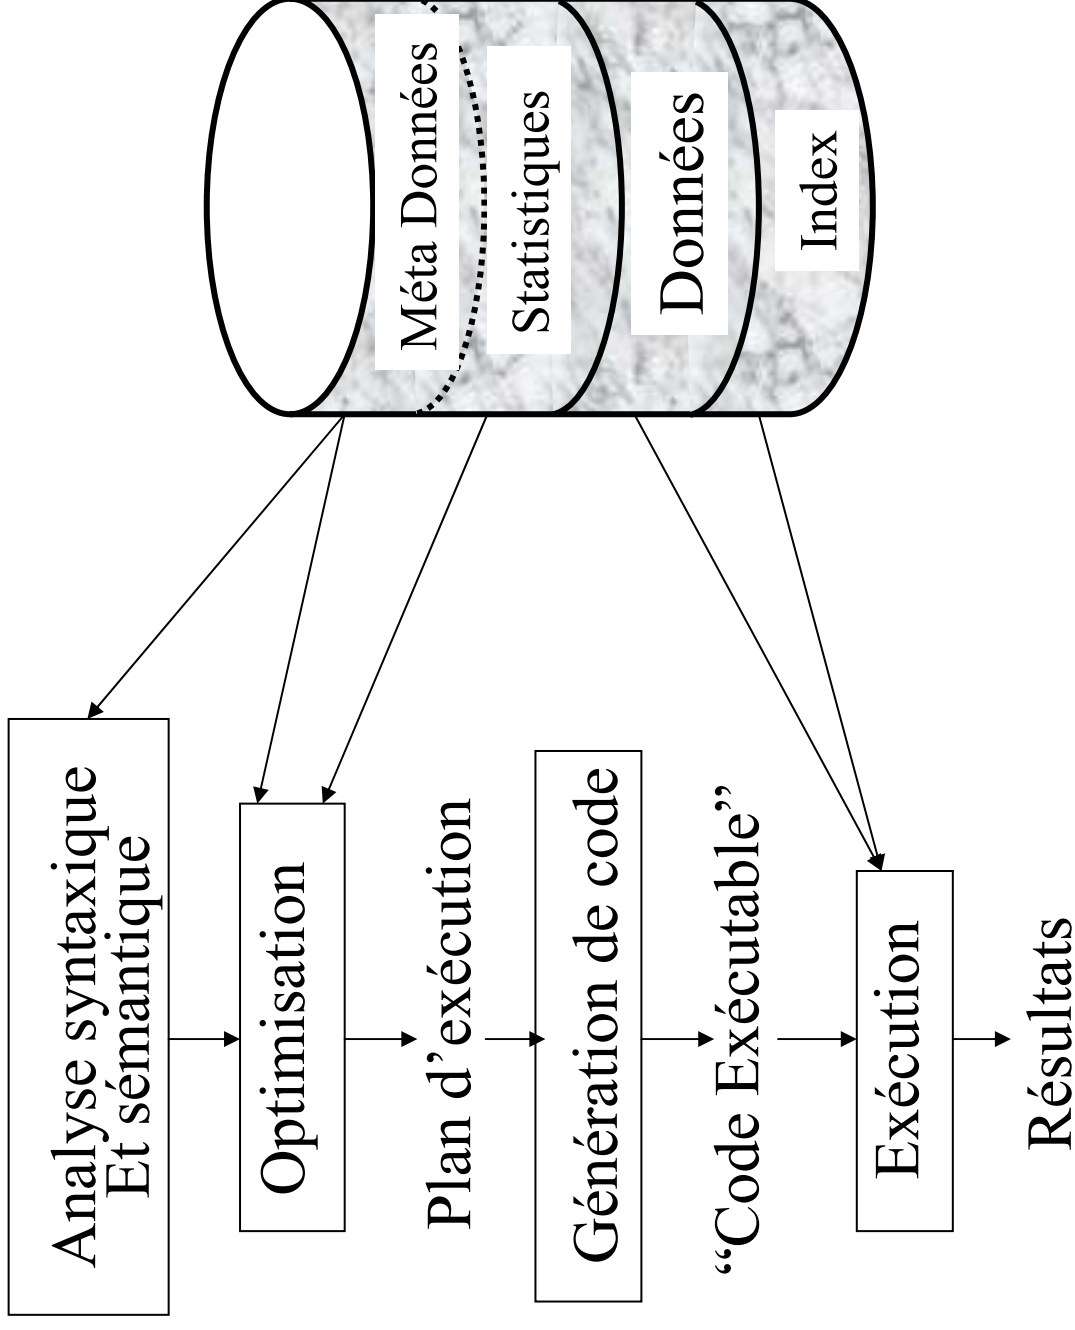 Analyse syntaxique
Et sémantique
Optimisation
Plan d’exécution
Génération de code
“Code Exécutable”
Exécution
Résultats
Méta Données
Statistiques
Données
Index